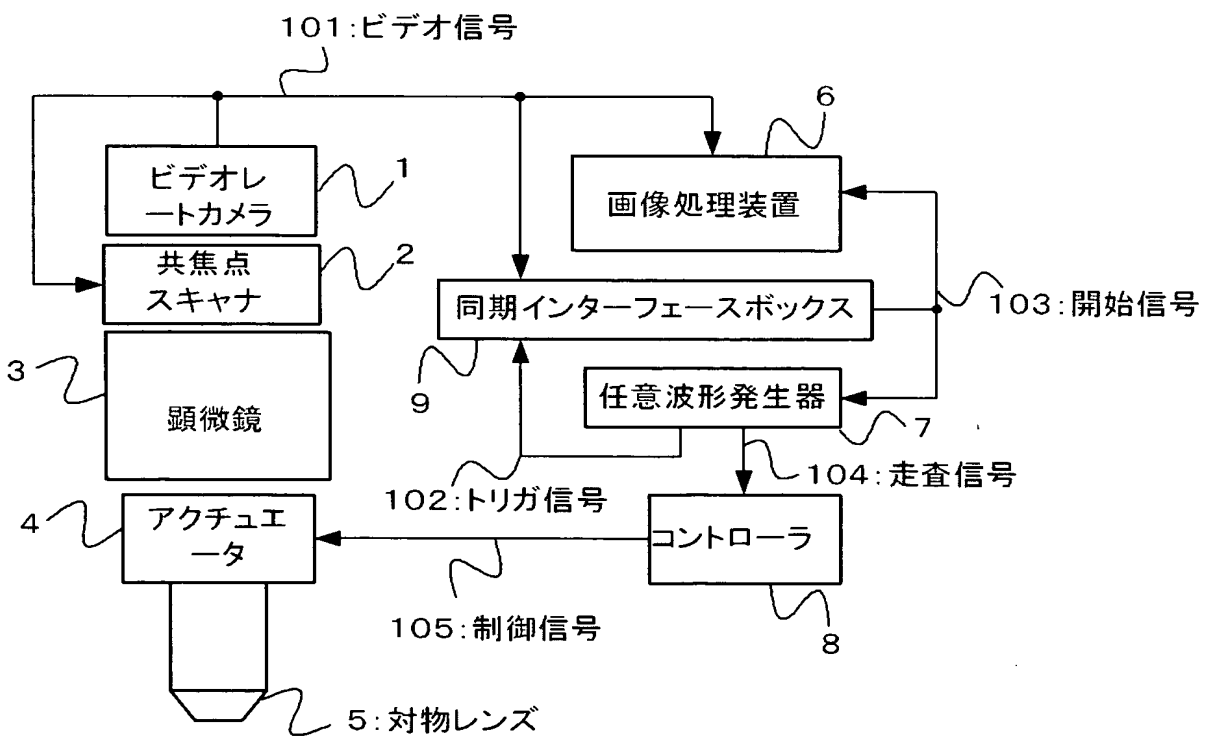 101:ビデオ信号
6
ビデオレ
ートカメラ
1
画像処理装置
共焦点
スキャナ
2
同期インターフェースボックス
103:開始信号
3
顕微鏡
9
任意波形発生器
7
104:走査信号
102:トリガ信号
4
アクチュエ
ータ
コントローラ
105:制御信号
8
5:対物レンズ